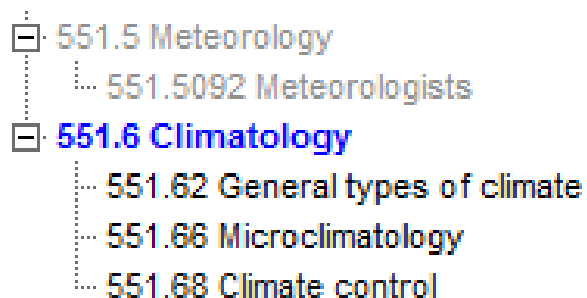 551.5 Meteorology
551.5092 Meteorologists
551.6 Climatology
551.62 General types of climate
551.66 Microclimatology
551.68 Climate control